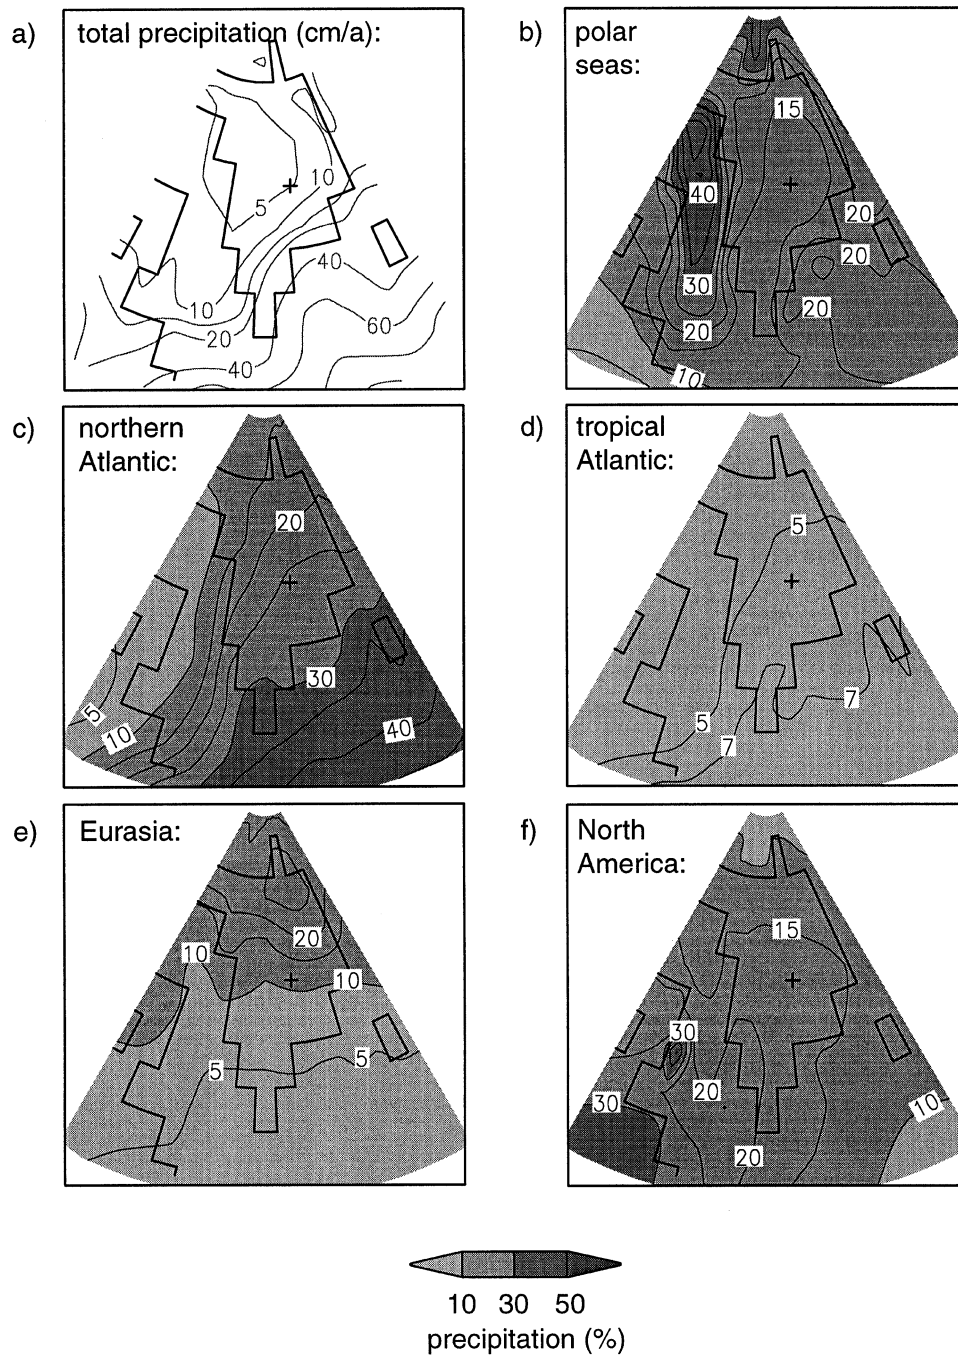 a) total precipitation (cm/a):
10
5
40
10
60
20
40
b) polar
seas:
15
40
20
20
30
20
20
10
c) northern
Atlantic:
20
30
5
10
40
d) tropical
Atlantic:
5
5
7
7
e) Eurasia:
20
10
10
5
5
f) North
America:
15
30
20
30
10
20
10 30 50
precipitation (%)